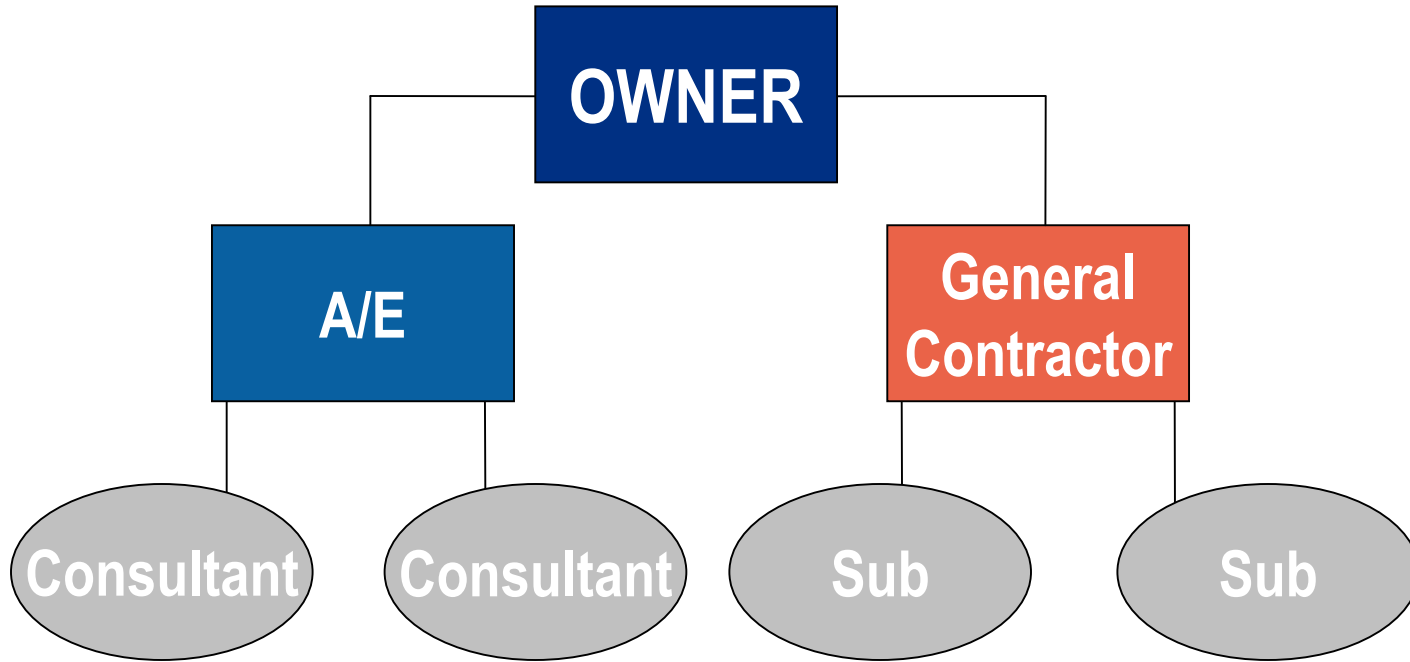 OWNER
A/E
General
Contractor
Consultant
Consultant
Sub
Sub